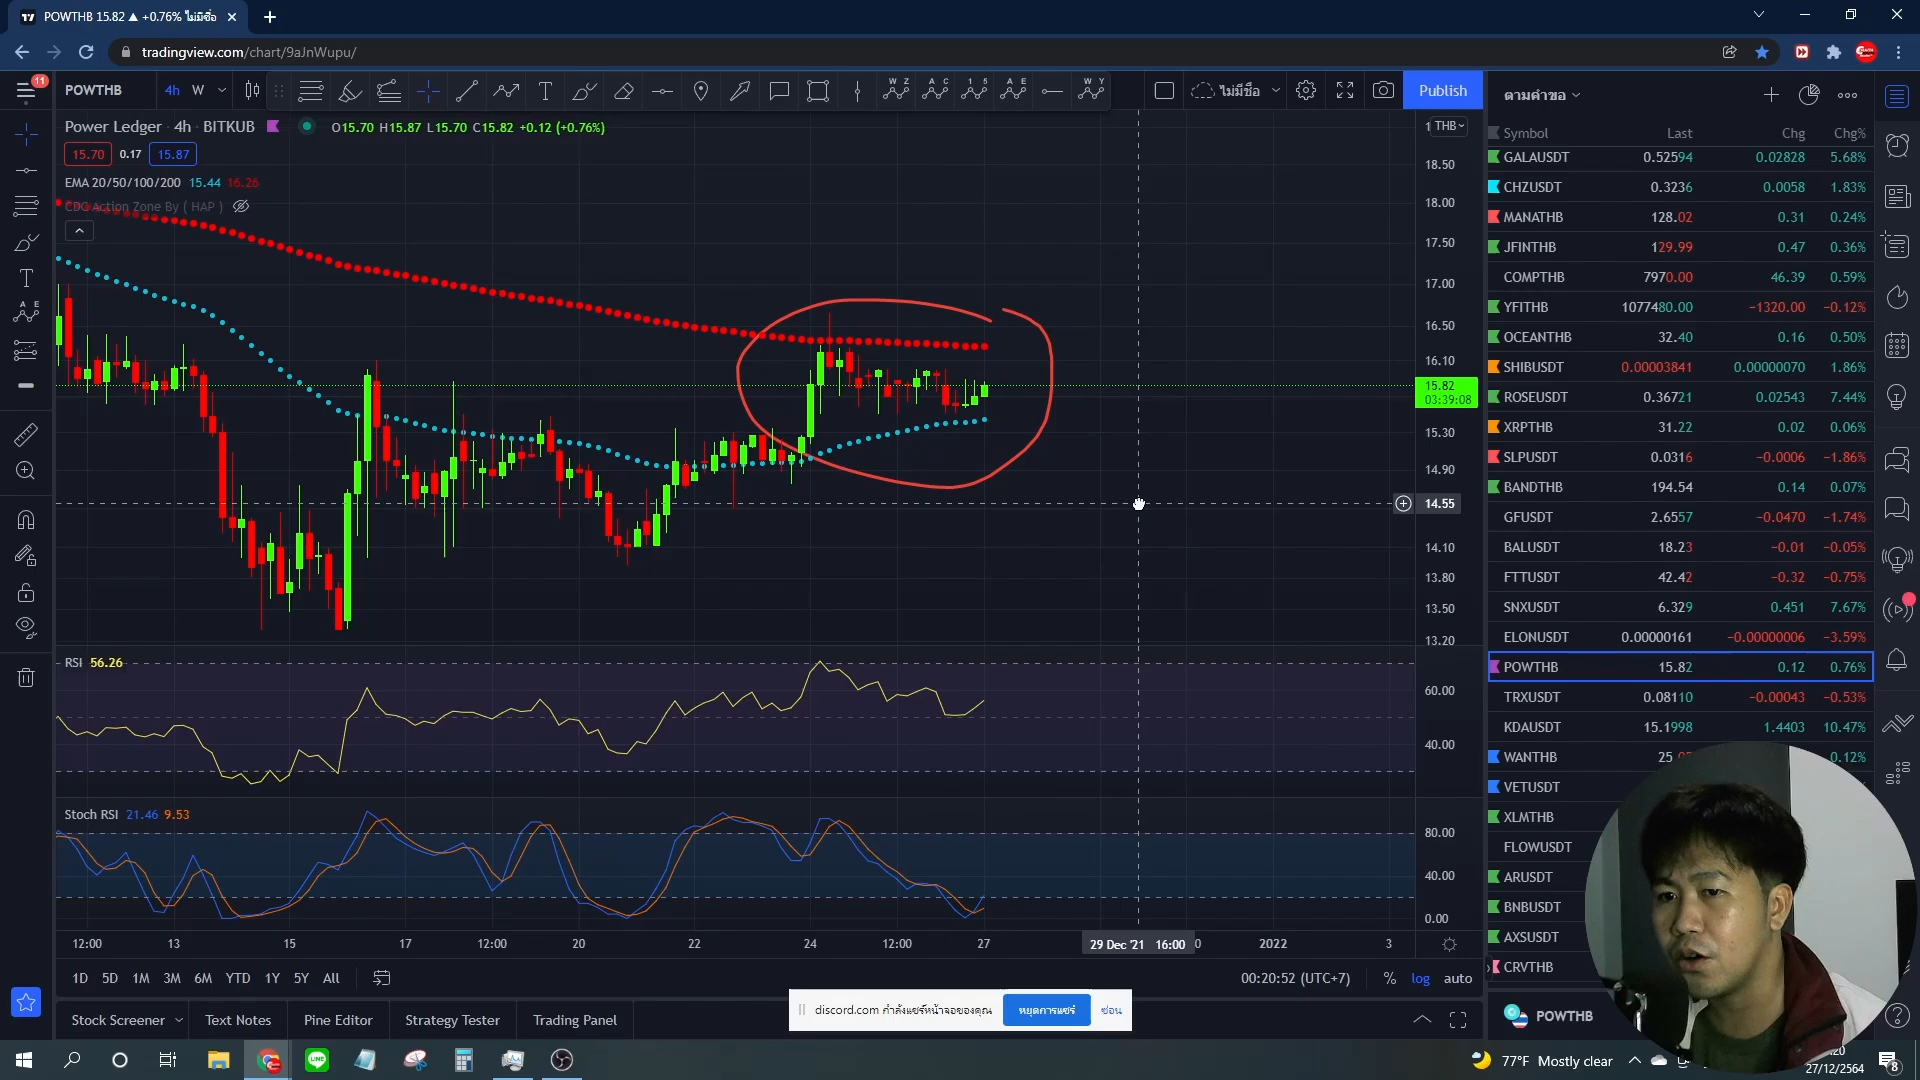 POWTHB 15.82 ▲ +0.76% ไม่มีชื่อ
tradingview.com/chart/9aJnWupu/
11
POWTHB
4h
W
W Z
A C
1 5
A E
W Y
ไม่มีชื่อ
Publish
ตามคำขอ
Power Ledger · 4h · BITKUB
O15.70 H15.87 L15.70 C15.82 +0.12 (+0.76%)
THB
15.70 0.17 15.87
EMA 20/50/100/200 15.44 16.26
CDC Action Zone By ( HAP )
18.50
18.00
17.50
17.00
16.50
16.10
15.82
03:39:08
15.30
14.90
14.55
14.10
13.80
13.50
13.20
RSI 56.26
60.00
40.00
Stoch RSI 21.46 9.53
80.00
40.00
0.00
12:00 13 15 17 12:00 20 22 24 12:00 27 29 Dec '21 16:00 2022 3
1D 5D 1M 3M 6M YTD 1Y 5Y All
00:20:52 (UTC+7) % log auto
discord.com กำลังแชร์หน้าจอของคุณ หยุดการแชร์ ซ่อน
Stock Screener Text Notes Pine Editor Strategy Tester Trading Panel
Symbol Last Chg Chg%
GALAUSDT 0.52594 0.02828 5.68%
CHZUSDT 0.3236 0.0058 1.83%
MANATHB 128.02 0.31 0.24%
JFINTHB 129.99 0.47 0.36%
COMPTHB 7970.00 46.39 0.59%
YFITHB 1077480.00 −1320.00 −0.12%
OCEANTHB 32.40 0.16 0.50%
SHIBUSDT 0.00003841 0.00000070 1.86%
ROSEUSDT 0.36721 0.02543 7.44%
XRPTHB 31.22 0.02 0.06%
SLPUSDT 0.0316 −0.0006 −1.86%
BANDTHB 194.54 0.14 0.07%
GFUSDT 2.6557 −0.0470 −1.74%
BALUSDT 18.23 −0.01 −0.05%
FTTUSDT 42.42 −0.32 −0.75%
SNXUSDT 6.329 0.451 7.67%
ELONUSDT 0.00000161 −0.00000006 −3.59%
POWTHB 15.82 0.12 0.76%
TRXUSDT 0.08110 −0.00043 −0.53%
KDAUSDT 15.1998 1.4403 10.47%
WANTHB 25 0.12%
VETUSDT
XLMTHB
FLOWUSDT
ARUSDT
BNBUSDT
AXSUSDT
CRVTHB
POWTHB
77°F Mostly clear
27/12/2564
8